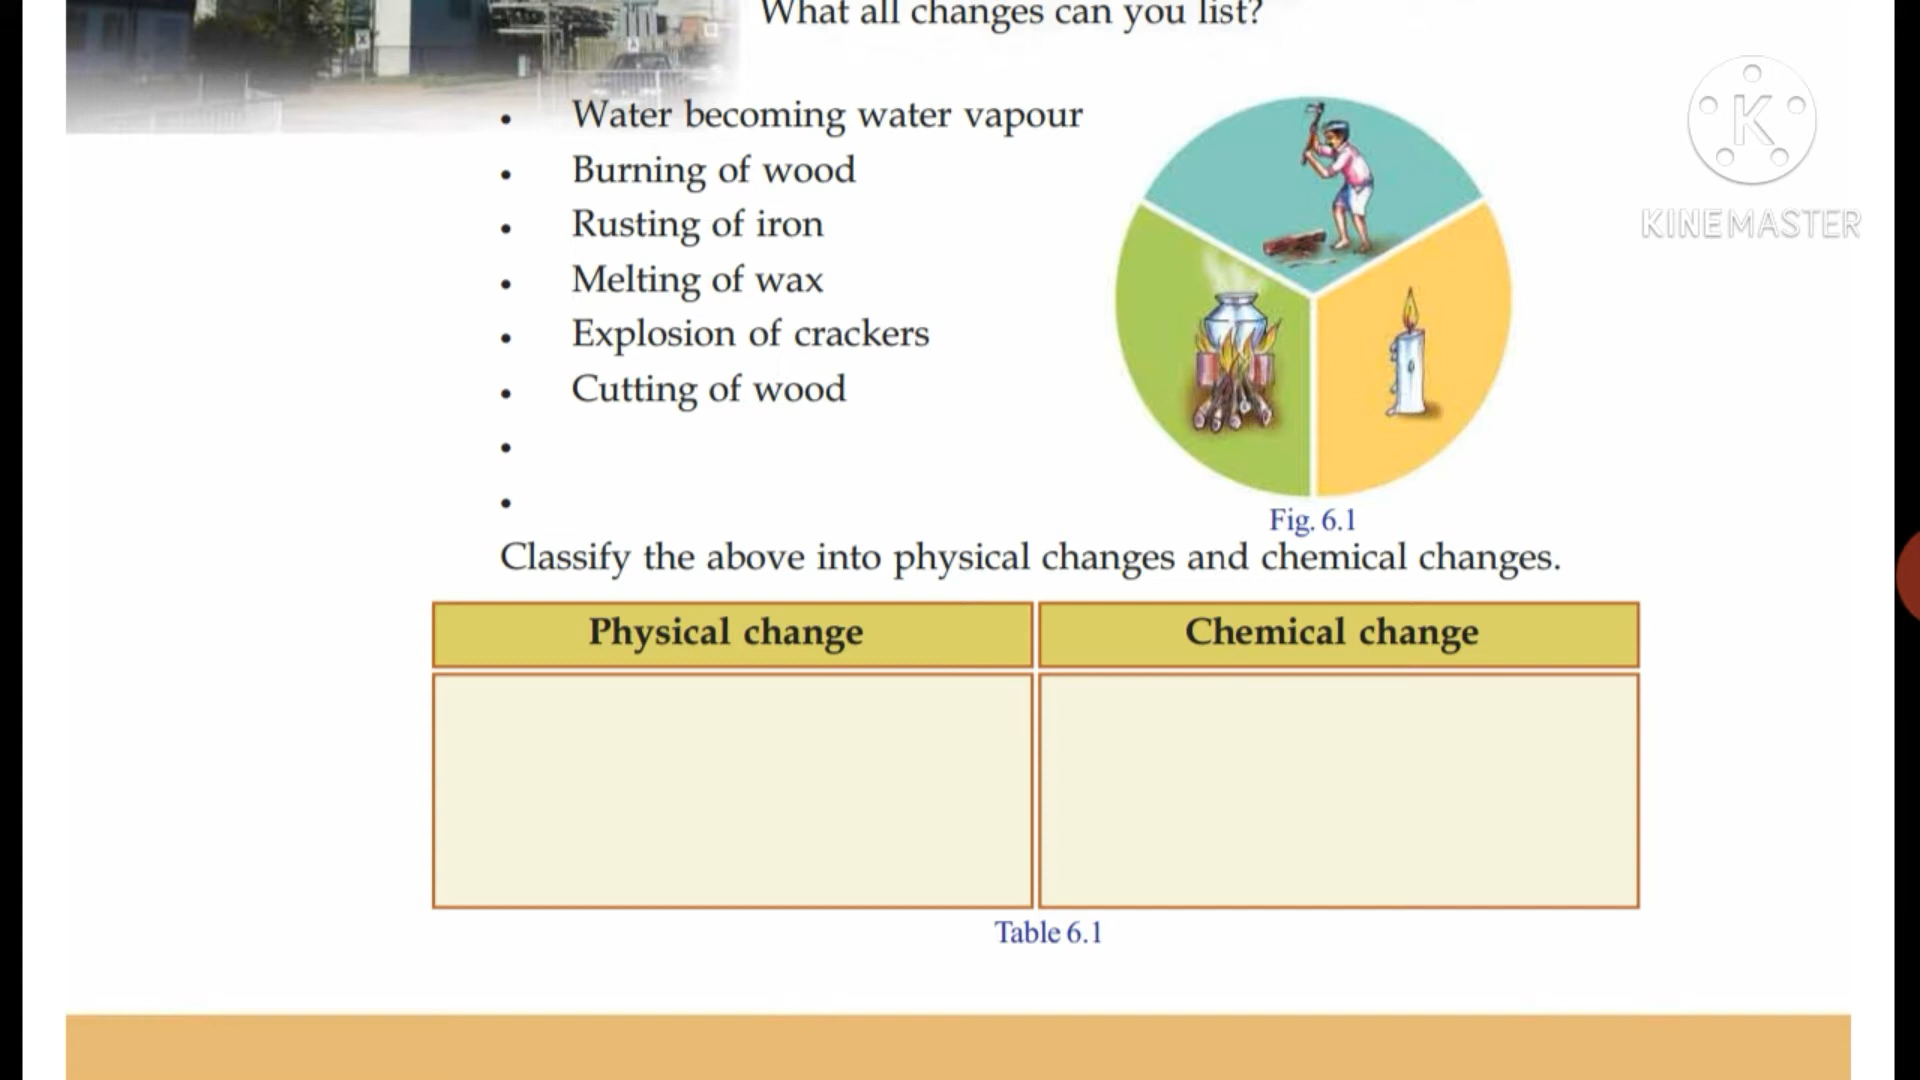 What all changes can you list?
• Water becoming water vapour
• Burning of wood
• Rusting of iron
• Melting of wax
• Explosion of crackers
• Cutting of wood
•
•
K
KINEMASTER
Fig. 6.1
Classify the above into physical changes and chemical changes.
Physical change
Chemical change
Table 6.1